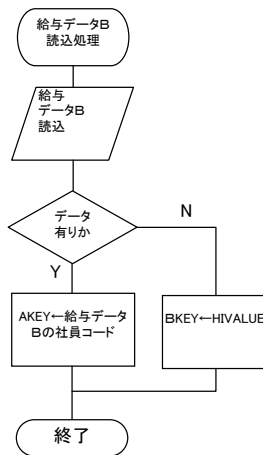 給与データB
読込処理
給与
データB
読込
データ
有りか
N
Y
AKEY←給与データ
Bの社員コード
BKEY←HIVALUE
終了